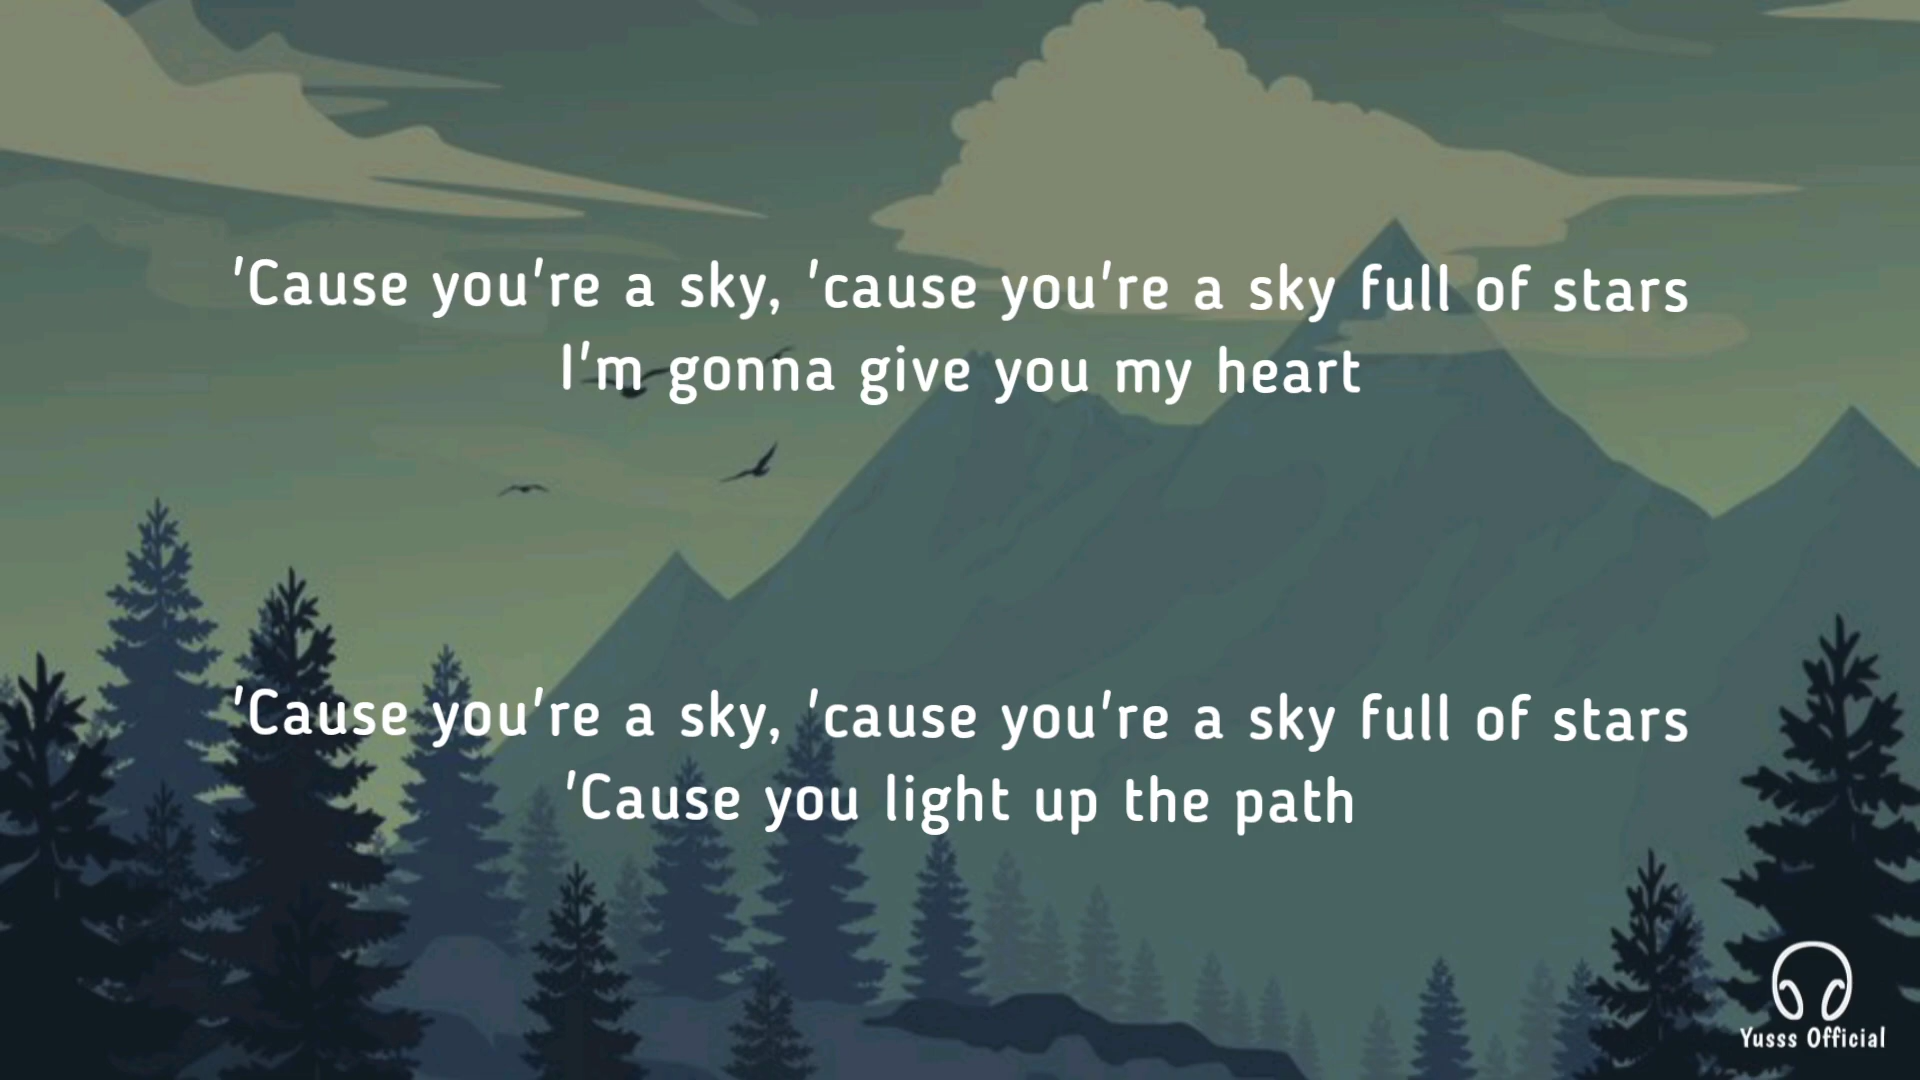 'Cause you're a sky, 'cause you're a sky full of stars
I'm gonna give you my heart
'Cause you're a sky, 'cause you're a sky full of stars
'Cause you light up the path
Yusss Official